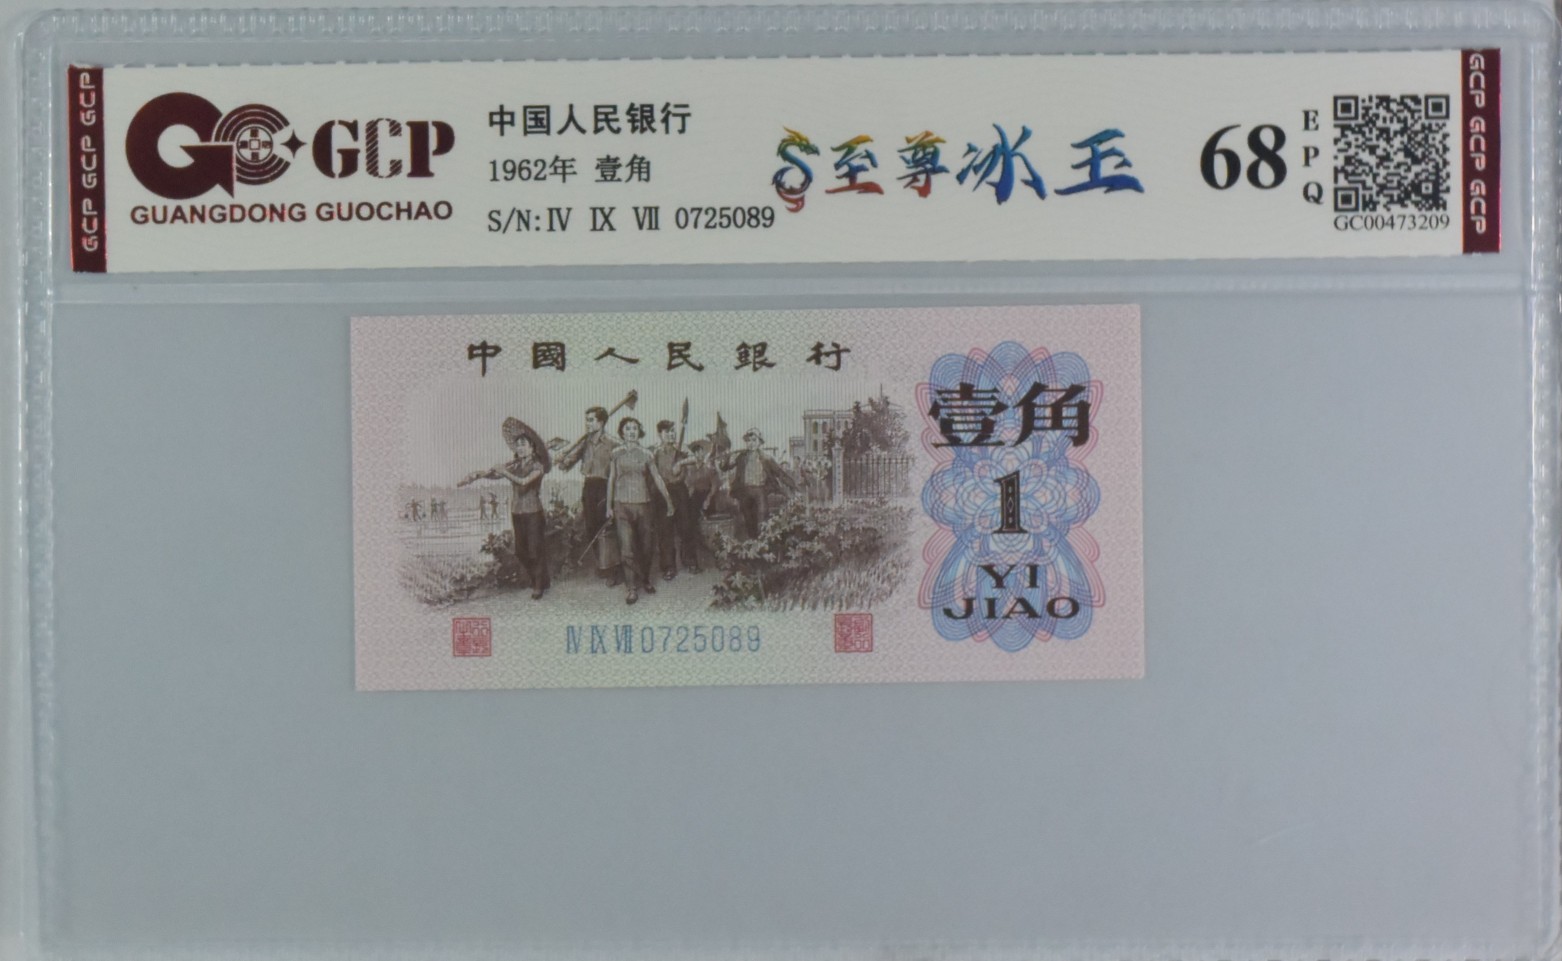 GCP GCP GCP
GCP
GUANGDONG GUOCHAO
中国人民银行
1962年 壹角
S/N:Ⅳ Ⅸ Ⅶ 0725089
至尊冰玉
68
EPQ
GC00473209
GCP GCP GCP
中國人民銀行
壹角
1
YI
JIAO
Ⅳ Ⅸ Ⅶ 0725089